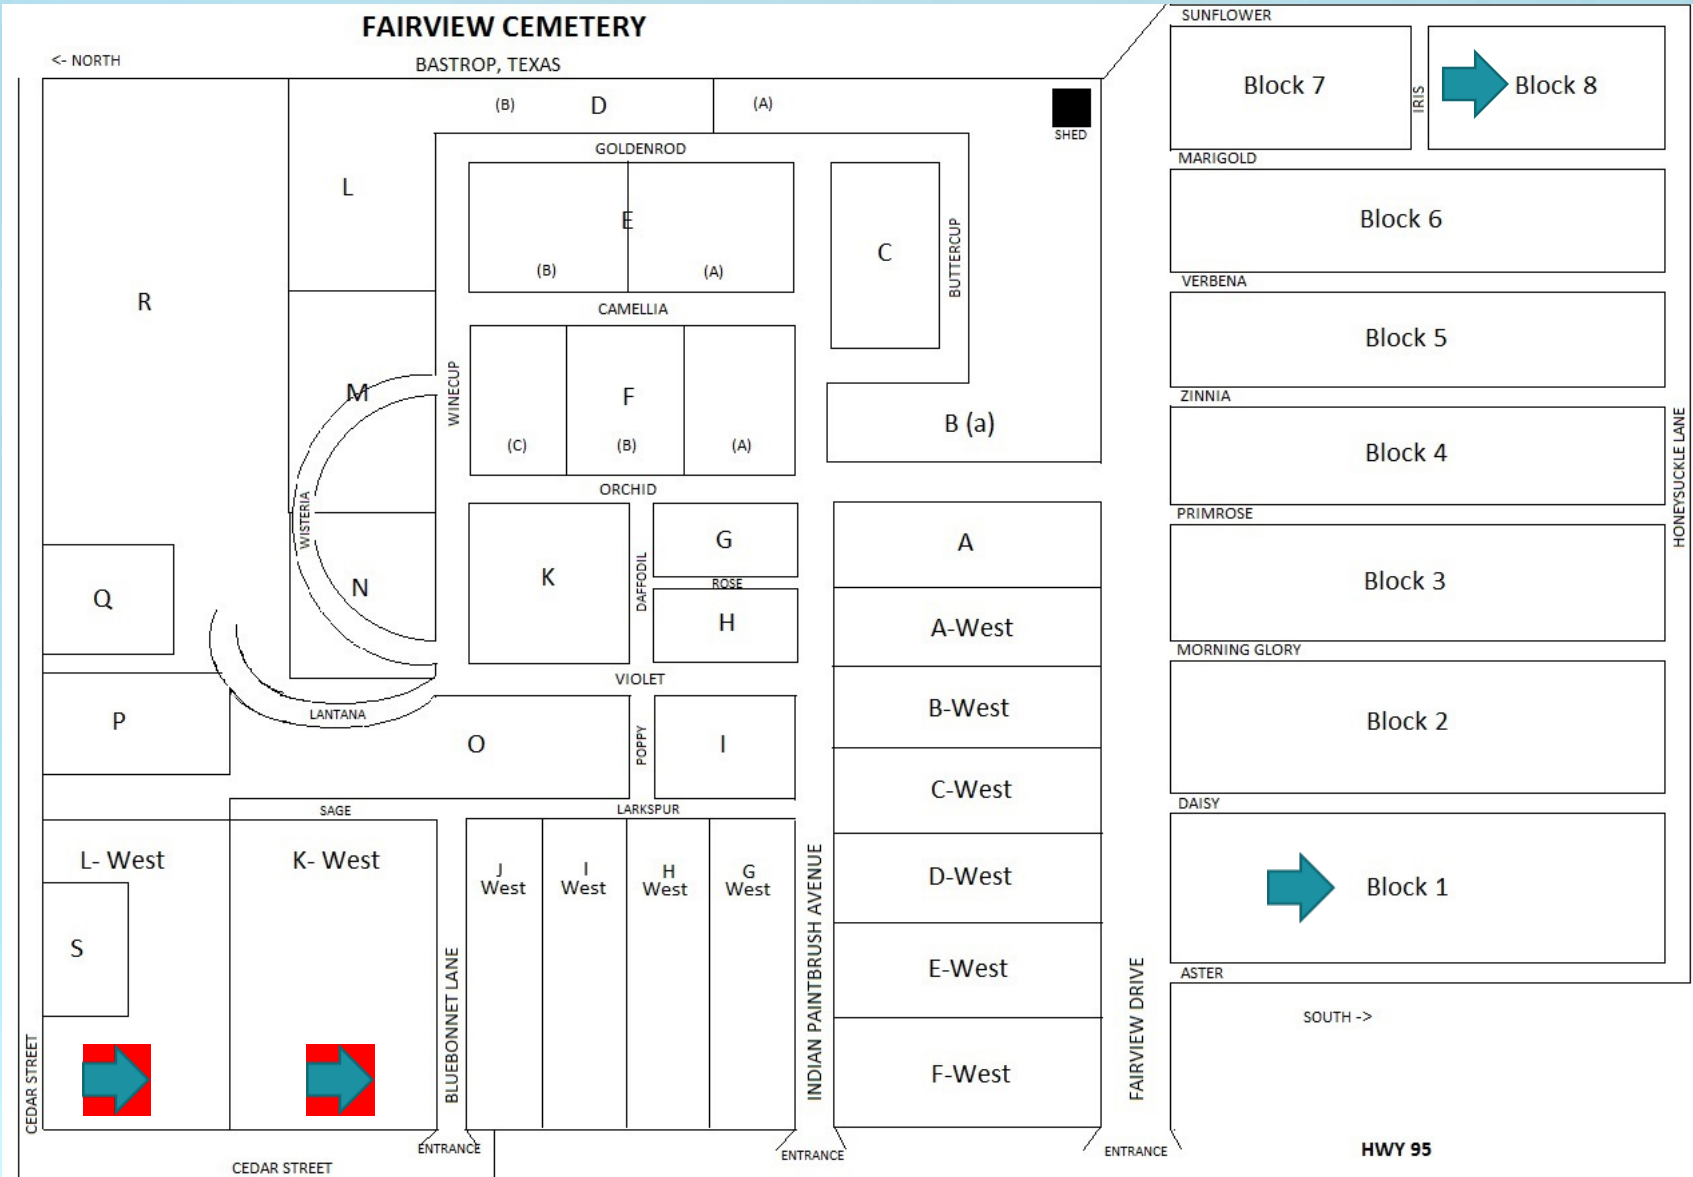 FAIRVIEW CEMETERY
<- NORTH
BASTROP, TEXAS
SUNFLOWER
Block 7
IRIS
Block 8
(B)
D
(A)
SHED
GOLDENROD
MARIGOLD
L
E
(B)
(A)
C
BUTTERCUP
Block 6
R
CAMELLIA
VERBENA
Block 5
M
WINECUP
F
(C)
(B)
(A)
B (a)
ZINNIA
Block 4
HONEYSUCKLE LANE
ORCHID
WISTERIA
PRIMROSE
Q
N
K
DAFFODIL
G
ROSE
H
A
A-West
Block 3
VIOLET
MORNING GLORY
P
LANTANA
O
POPPY
I
B-West
Block 2
C-West
SAGE
LARKSPUR
DAISY
L- West
K- West
J
West
I
West
H
West
G
West
D-West
Block 1
S
E-West
ASTER
F-West
SOUTH ->
CEDAR STREET
BLUEBONNET LANE
INDIAN PAINTBRUSH AVENUE
FAIRVIEW DRIVE
ENTRANCE
ENTRANCE
ENTRANCE
HWY 95
CEDAR STREET